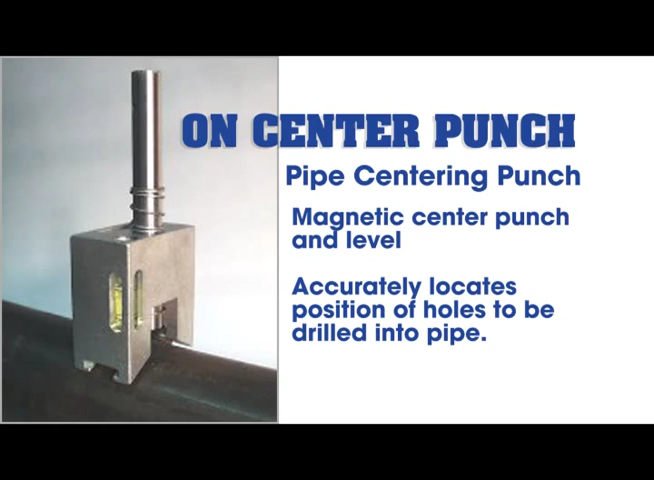 ON CENTER PUNCH
Pipe Centering Punch
Magnetic center punch
and level
Accurately locates
position of holes to be
drilled into pipe.